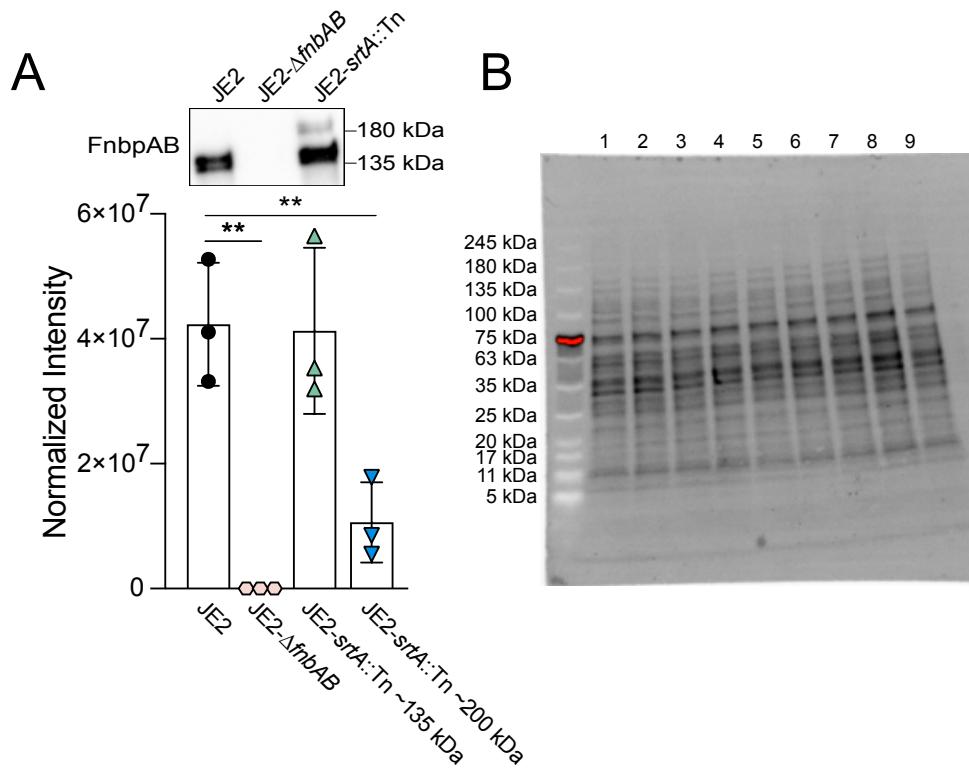 A
JE2
JE2-ΔfnbAB
JE2-srtA::Tn
FnbpAB
180 kDa
135 kDa
**
**
6×10⁷
4×10⁷
2×10⁷
0
Normalized Intensity
JE2
JE2-ΔfnbAB
JE2-srtA::Tn ~135 kDa
JE2-srtA::Tn ~200 kDa
B
1 2 3 4 5 6 7 8 9
245 kDa
180 kDa
135 kDa
100 kDa
75 kDa
63 kDa
35 kDa
25 kDa
20 kDa
17 kDa
11 kDa
5 kDa